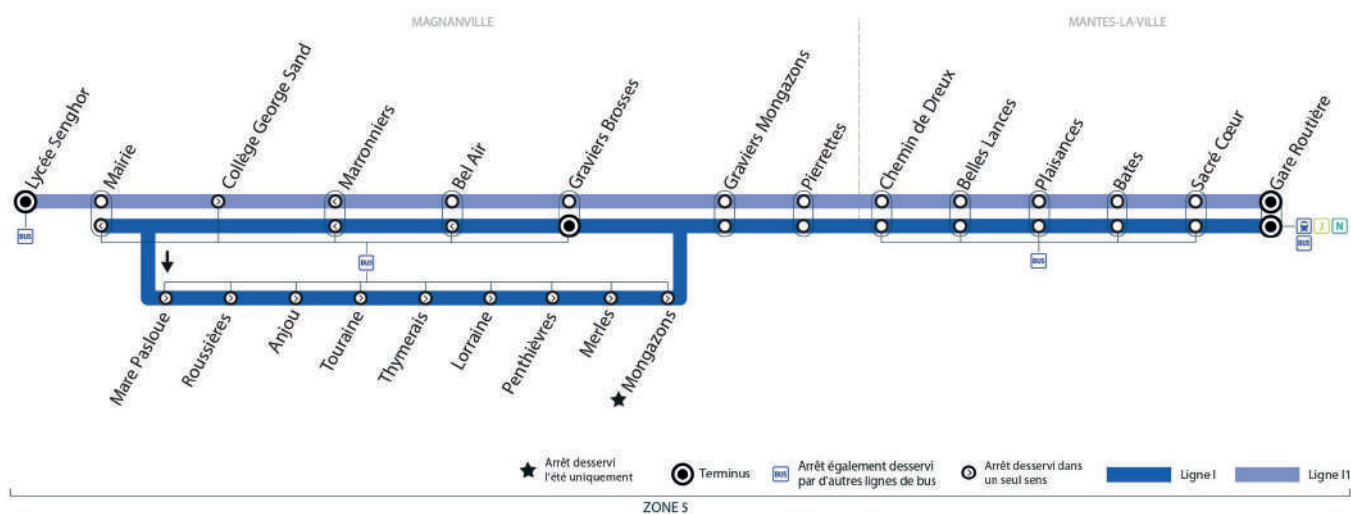 MAGNANVILLE
MANTES-LA-VILLE
Lycée Senghor
Mairie
Collège George Sand
Marronniers
Bel Air
Graviers Brosses
Graviers Mongazons
Pierrettes
Chemin de Dreux
Belles Lances
Plaisances
Bates
Sacré Cœur
Gare Routière
BUS
J
N
BUS
BUS
BUS
Mare Pasloue
Roussières
Anjou
Touraine
Thymerais
Lorraine
Penthièvres
Merles
Mongazons
Arrêt desservi
l'été uniquement
Terminus
BUS
Arrêt également desservi
par d'autres lignes de bus
Arrêt desservi dans
un seul sens
Ligne I
Ligne I1
ZONE 5